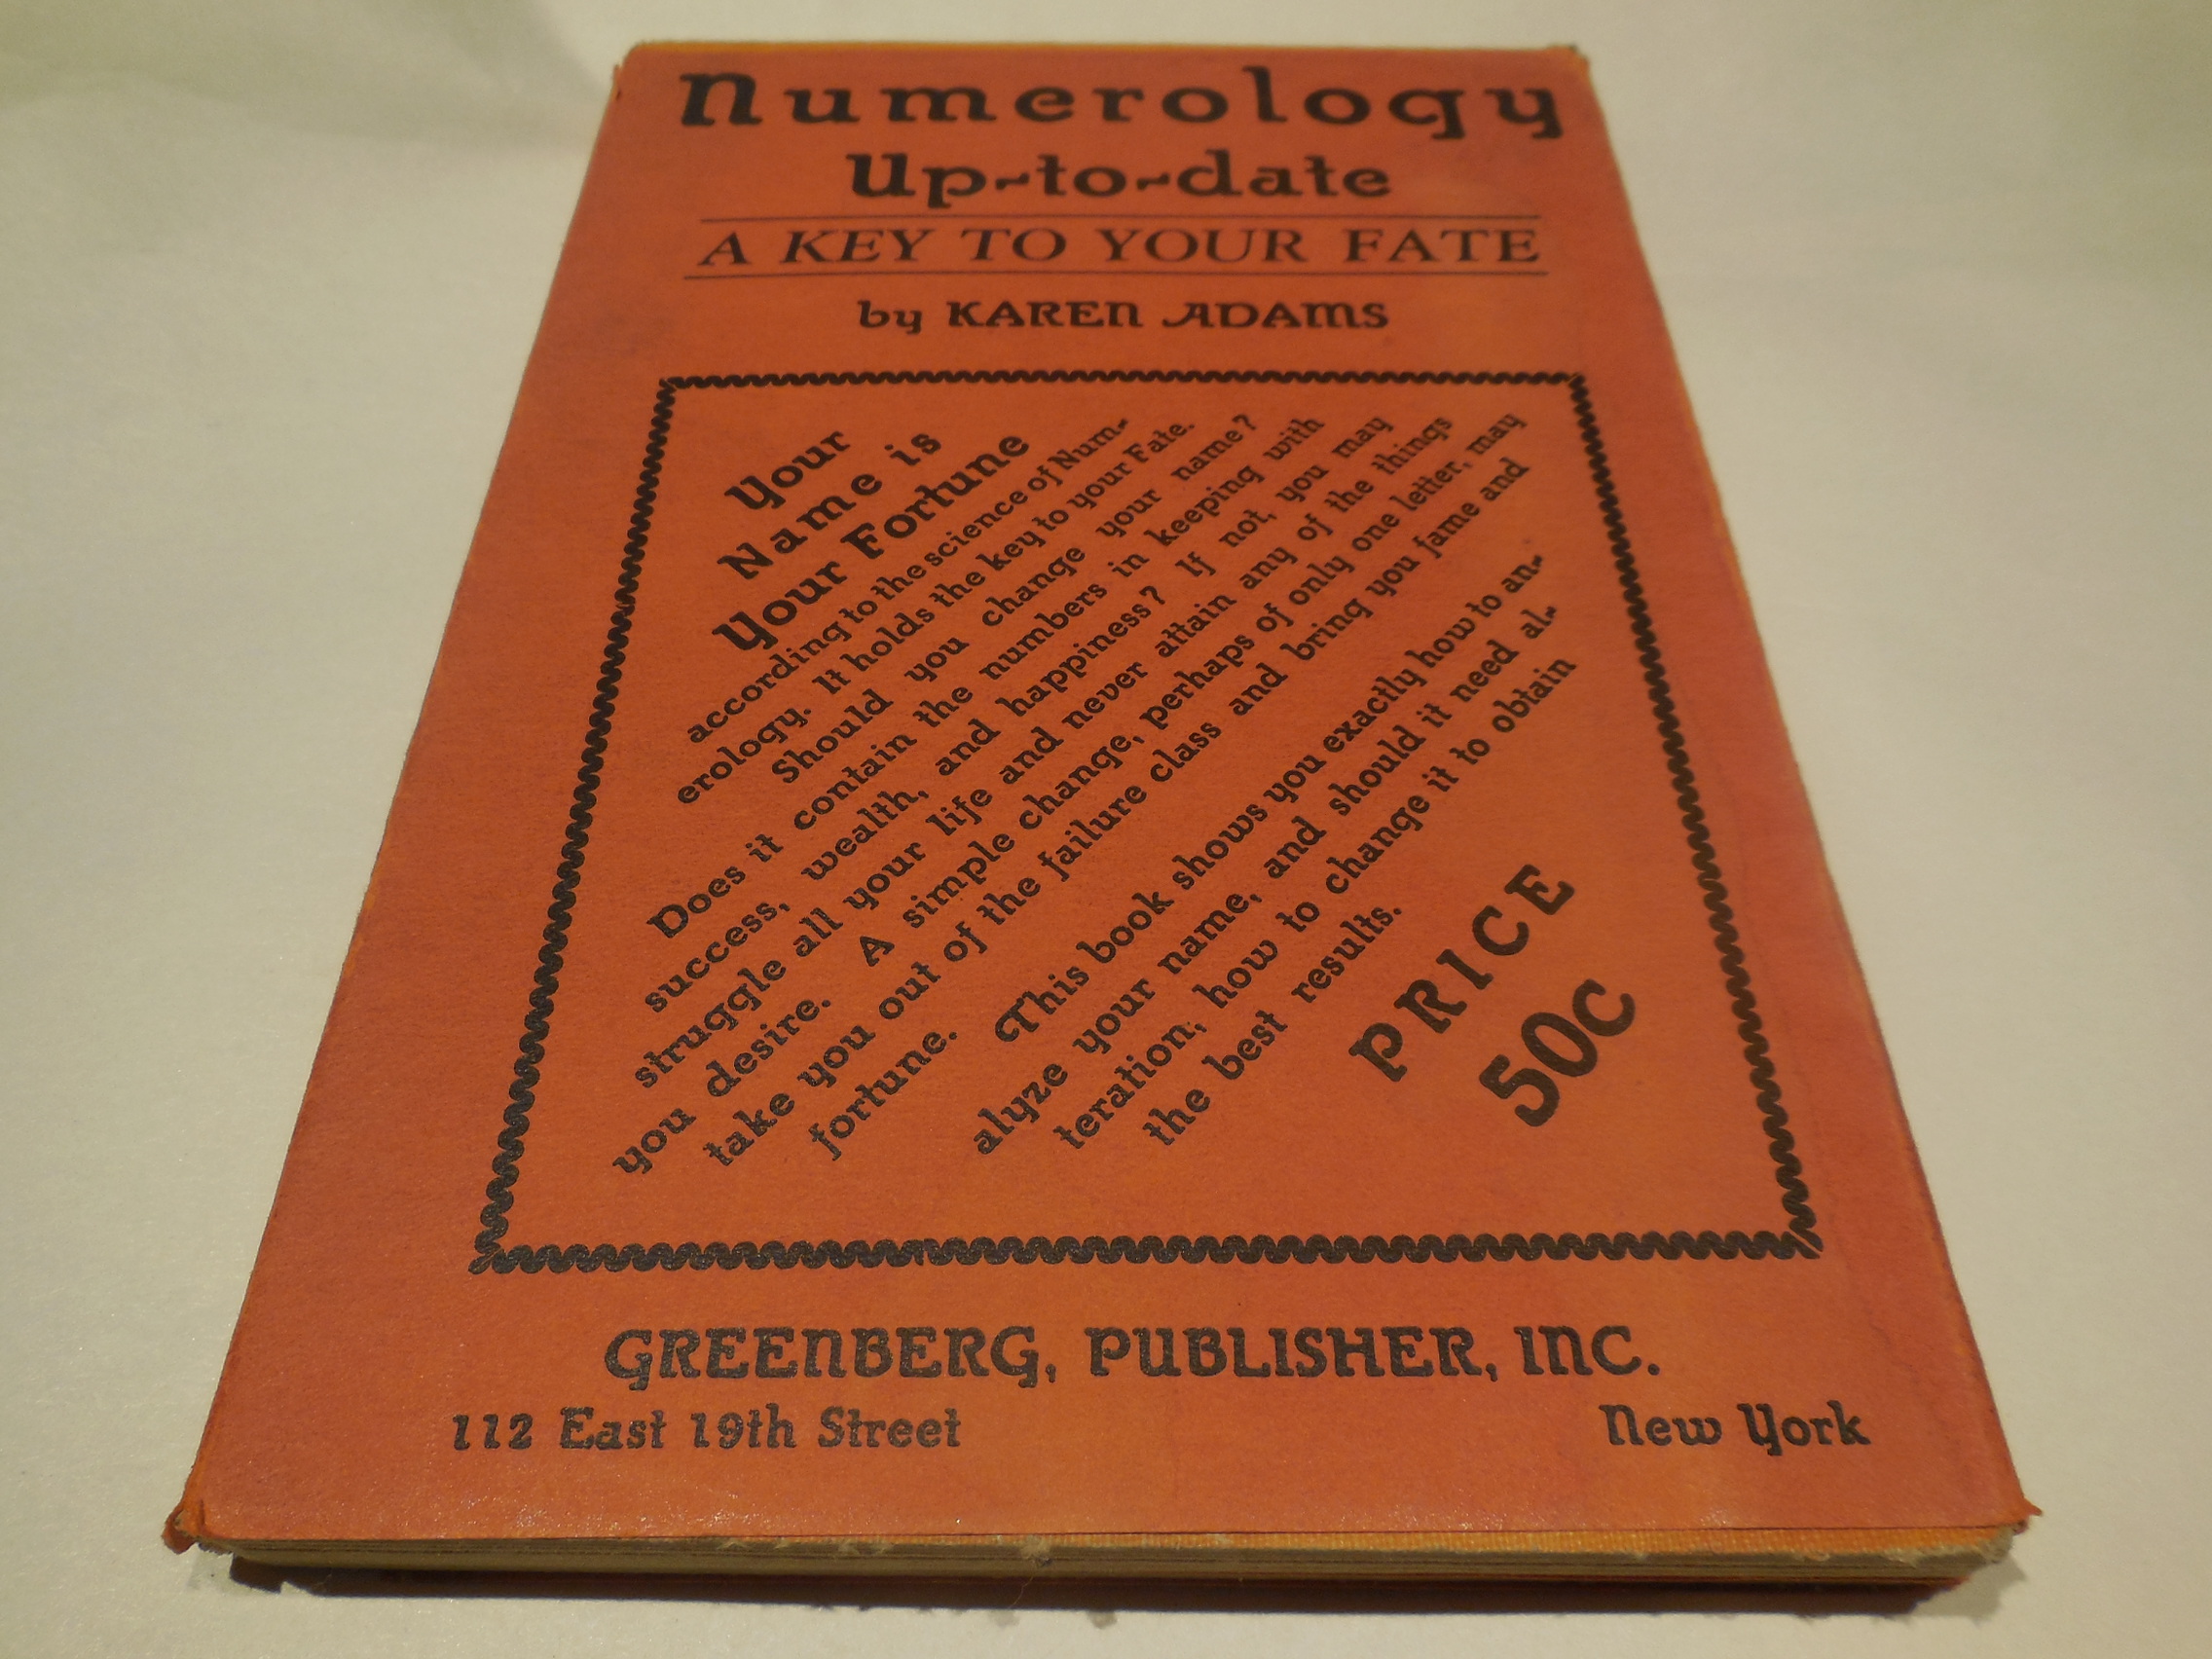 Numerology
Up-to-date
A KEY TO YOUR FATE
by KAREN ADAMS
Your
Name is
Your Fortune
according to the science of Num-
erology. It holds the key to your Fate.
Should you change your name?
Does it contain the numbers in keeping with
success, wealth, and happiness? If not, you may
struggle all your life and never attain any of the things
you desire. A simple change, perhaps of only one letter, may
take you out of the failure class and bring you fame and
fortune. This book shows you exactly how to an-
alyze your name, and should it need al-
teration; how to change it to obtain
the best results.
PRICE
50C
GREENBERG, PUBLISHER, INC.
112 East 19th Street New York